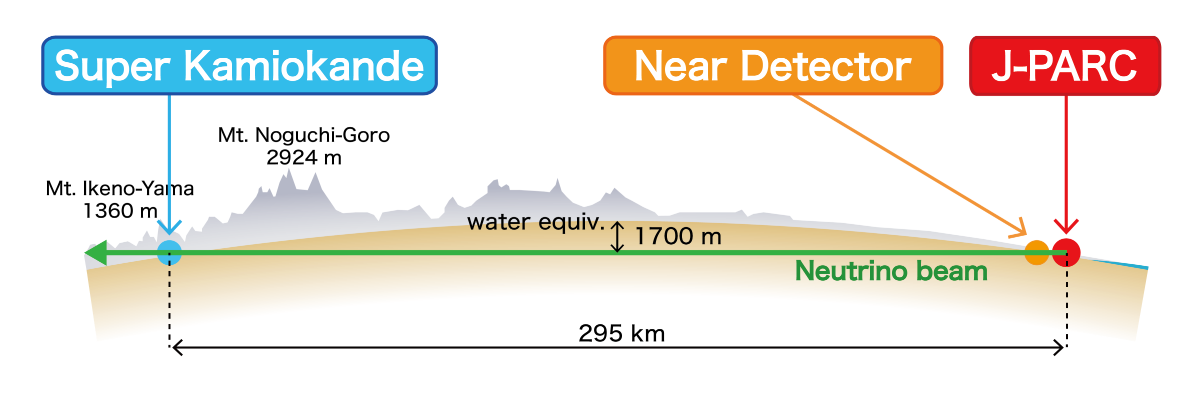 Super Kamiokande
Near Detector
J-PARC
Mt. Noguchi-Goro
2924 m
Mt. Ikeno-Yama
1360 m
water equiv.
1700 m
Neutrino beam
295 km